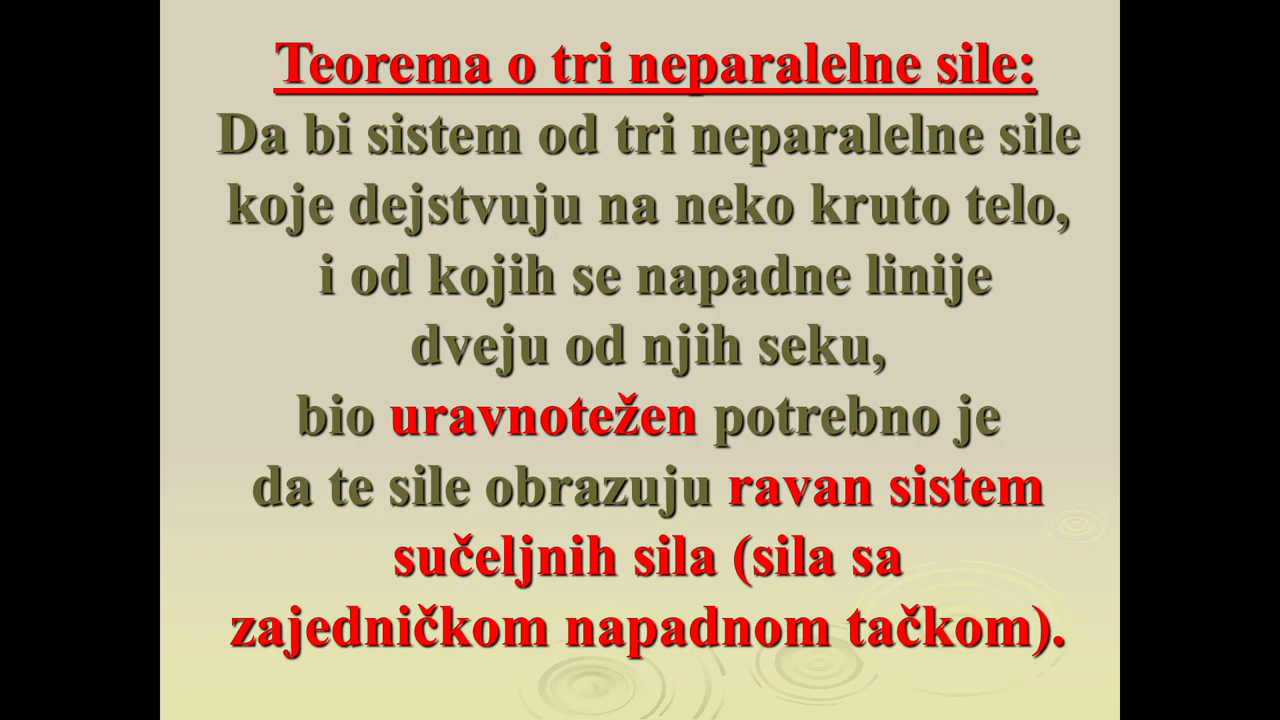 Teorema o tri neparalelne sile:
Da bi sistem od tri neparalelne sile
koje dejstvuju na neko kruto telo,
i od kojih se napadne linije
dveju od njih seku,
bio uravnotežen potrebno je
da te sile obrazuju ravan sistem
sučeljnih sila (sila sa
zajedničkom napadnom tačkom).